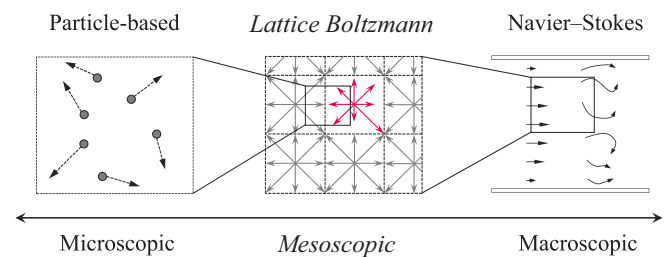 Particle-based
Lattice Boltzmann
Navier–Stokes
Microscopic
Mesoscopic
Macroscopic